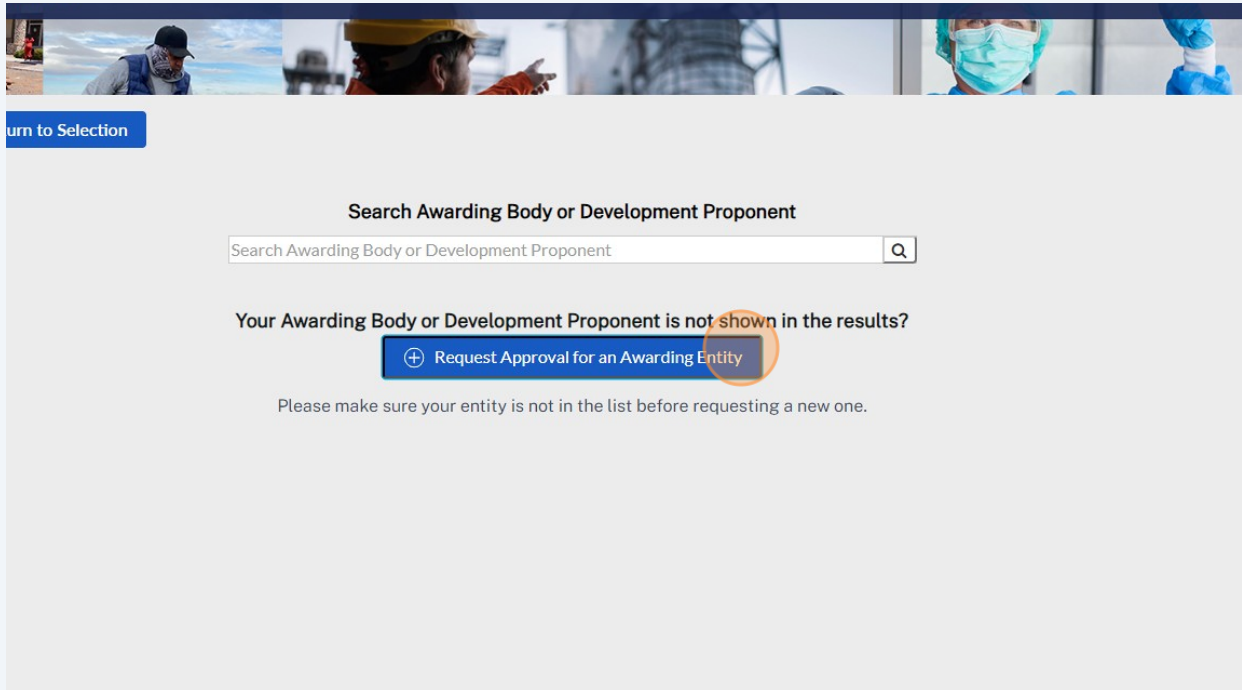 urn to Selection
Search Awarding Body or Development Proponent
Search Awarding Body or Development Proponent
Your Awarding Body or Development Proponent is not shown in the results?
Request Approval for an Awarding Entity
Please make sure your entity is not in the list before requesting a new one.